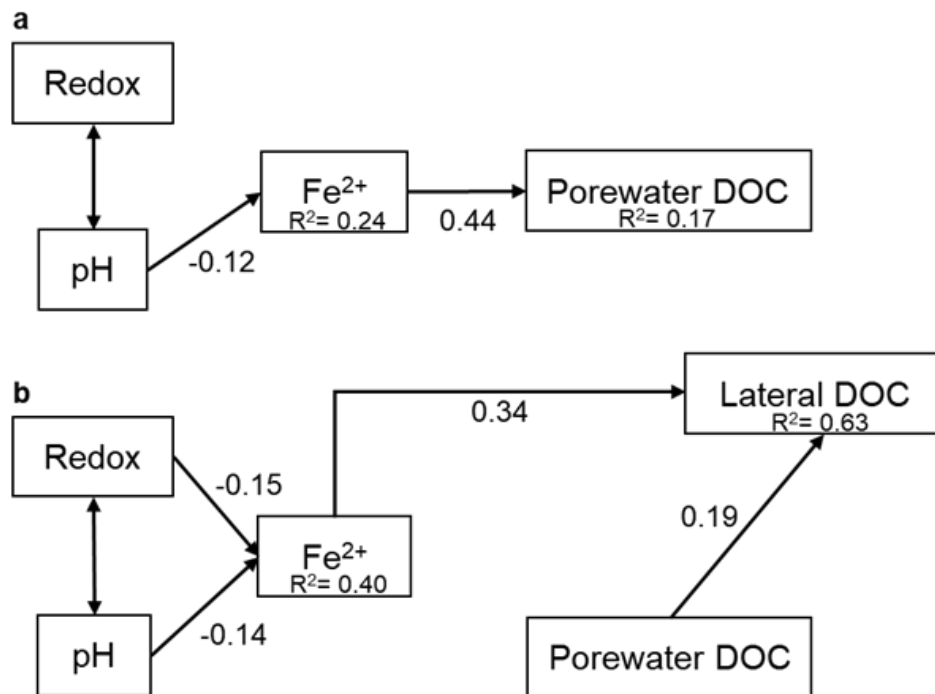 a
Redox
Fe²⁺
R²= 0.24
0.44
Porewater DOC
R²= 0.17
pH
-0.12
b
Lateral DOC
R²= 0.63
0.34
Redox
-0.15
0.19
Fe²⁺
R²= 0.40
-0.14
pH
Porewater DOC